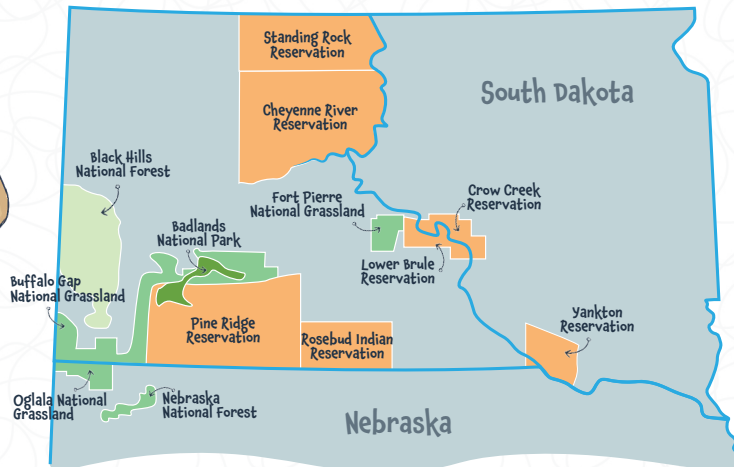 Standing Rock
Reservation
South Dakota
Cheyenne River
Reservation
Black Hills
National Forest
Fort Pierre
National Grassland
Crow Creek
Reservation
Badlands
National Park
Lower Brule
Reservation
Buffalo Gap
National Grassland
Pine Ridge
Reservation
Rosebud Indian
Reservation
Yankton
Reservation
Oglala National
Grassland
Nebraska
National Forest
Nebraska